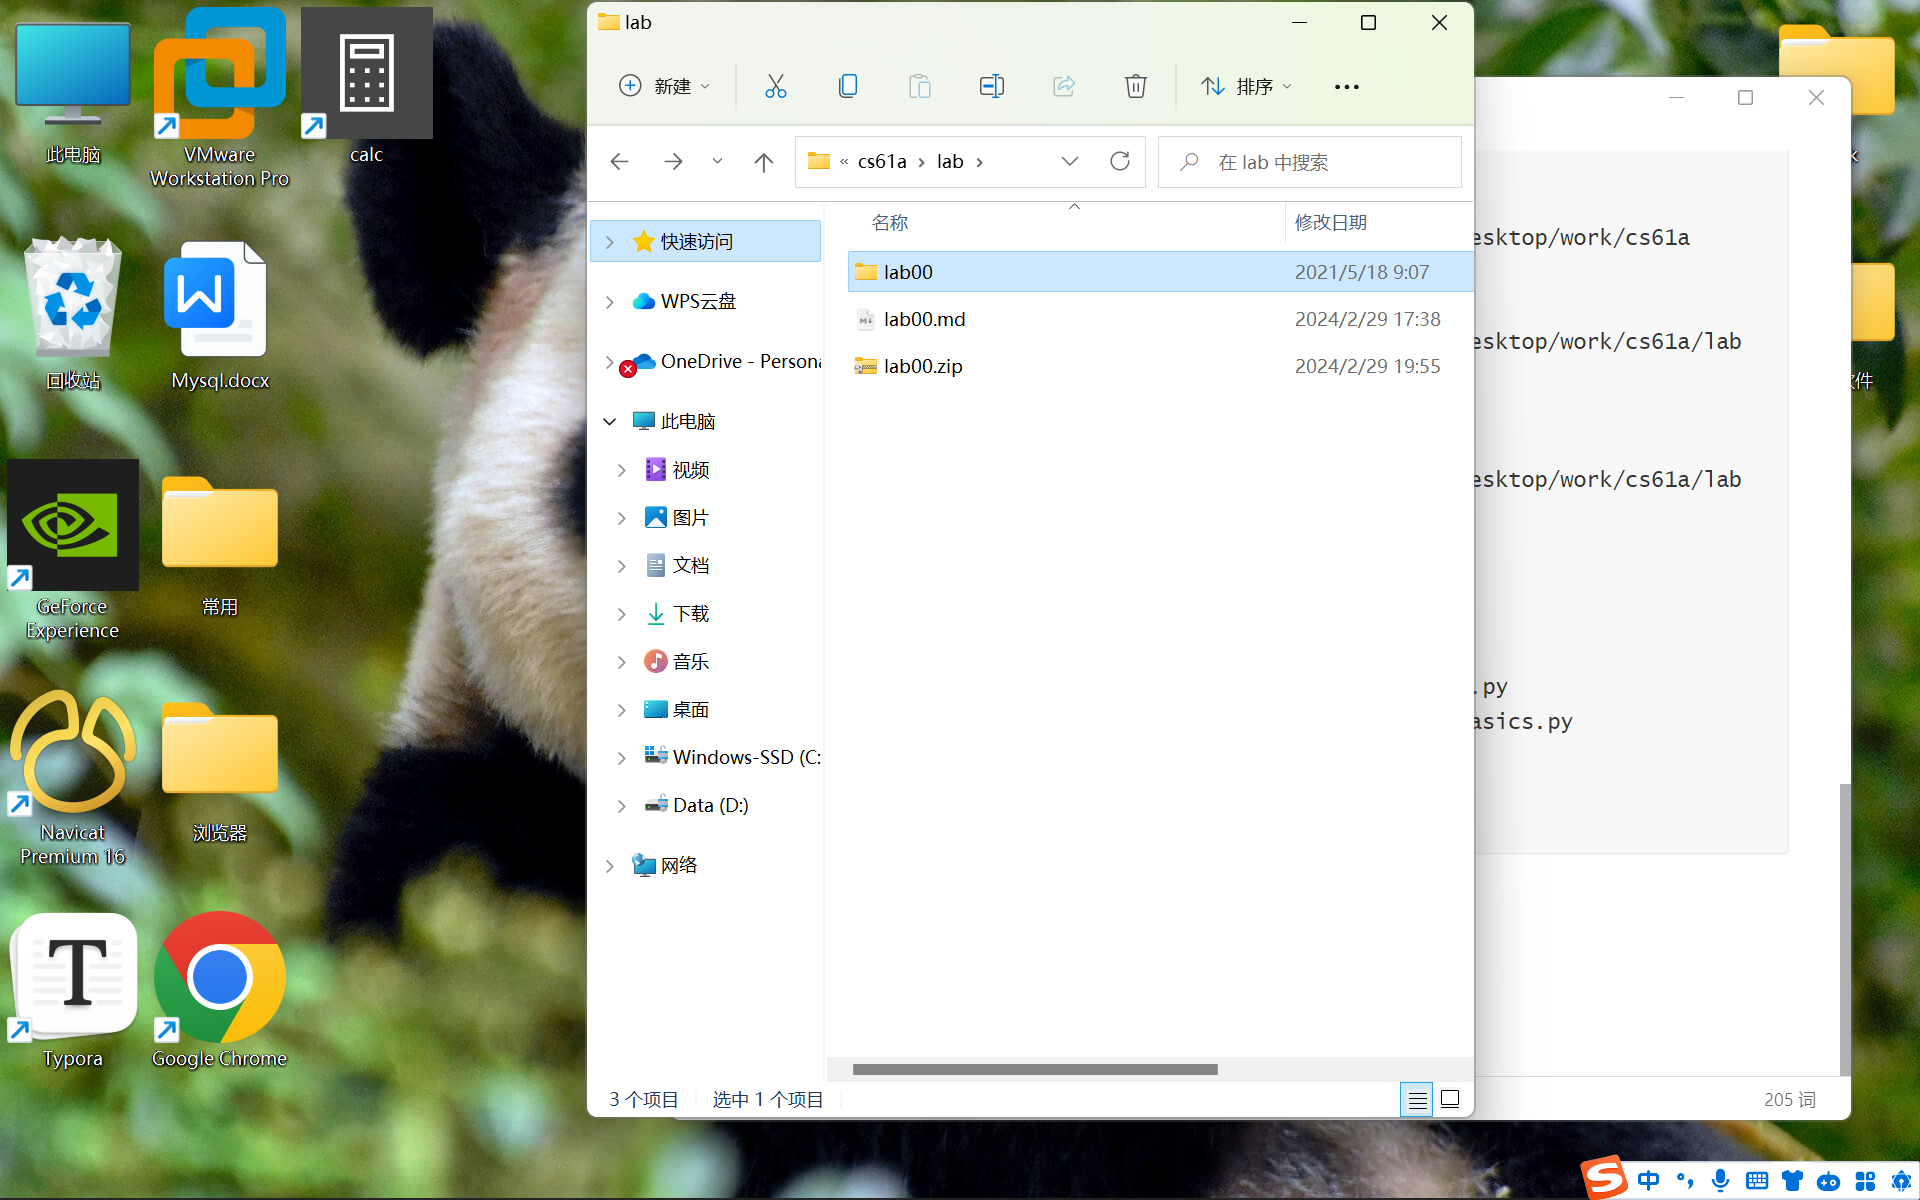 此电脑
VMware
Workstation Pro
calc
回收站
Mysql.docx
GeForce
Experience
常用
Navicat
Premium 16
浏览器
Typora
Google Chrome
lab
新建
排序
« cs61a › lab ›
在 lab 中搜索
快速访问
WPS云盘
OneDrive - Persona
此电脑
视频
图片
文档
下载
音乐
桌面
Windows-SSD (C:
Data (D:)
网络
名称 修改日期
lab00 2021/5/18 9:07
lab00.md 2024/2/29 17:38
lab00.zip 2024/2/29 19:55
3 个项目 选中 1 个项目
esktop/work/cs61a
esktop/work/cs61a/lab
esktop/work/cs61a/lab
.py
asics.py
205 词
件
中